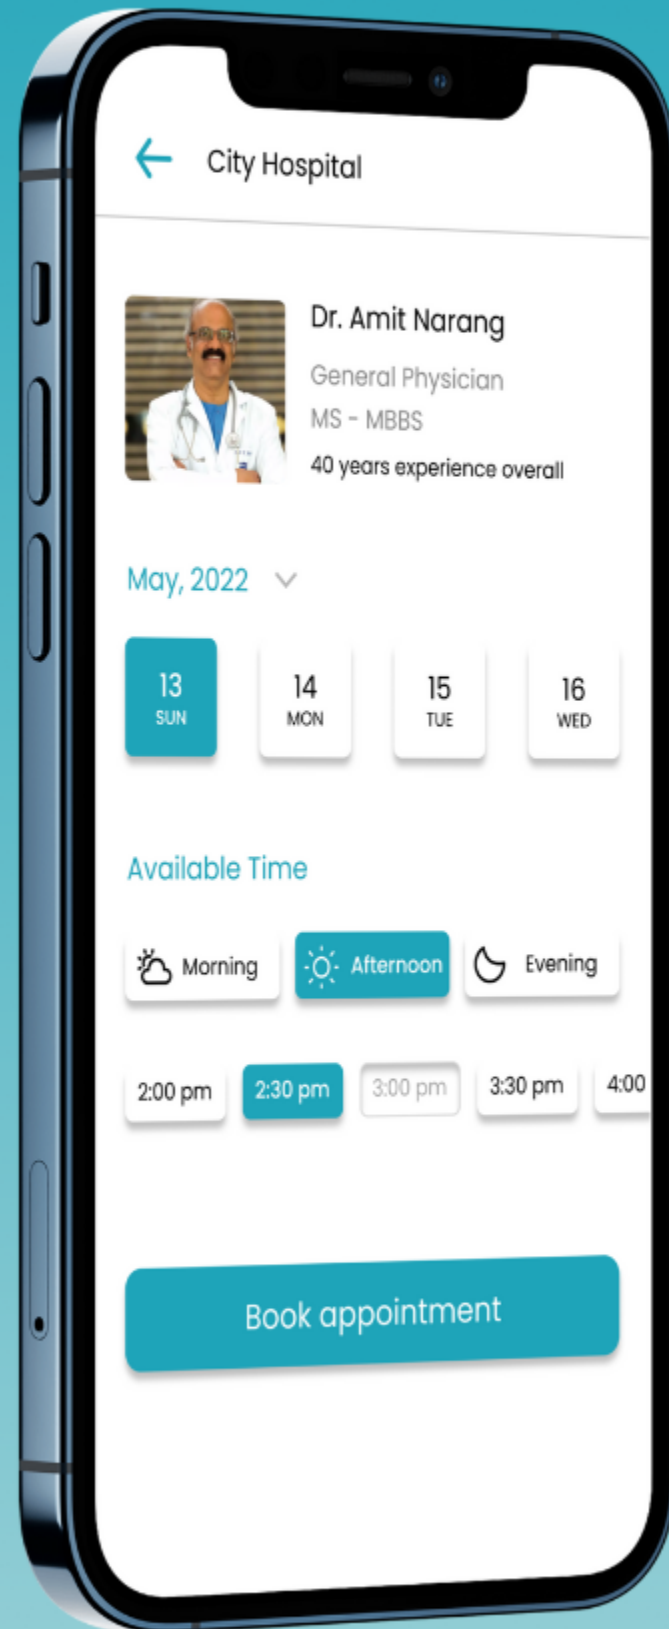 City Hospital
Dr. Amit Narang
General Physician
MS - MBBS
40 years experience overall
May, 2022
13 14 15 16
SUN MON TUE WED
Available Time
Morning Afternoon Evening
2:00 pm 2:30 pm 3:00 pm 3:30 pm 4:00
Book appointment